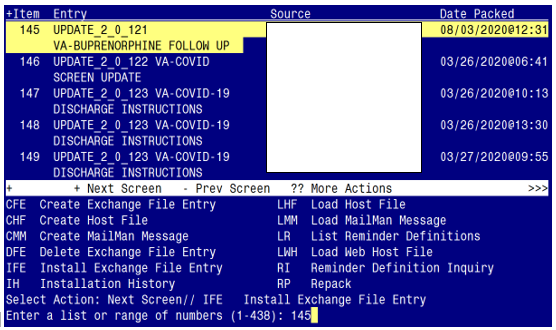 +Item Entry Source Date Packed
145 UPDATE_2_0_121 08/03/2020@12:31
VA-BUPRENORPHINE FOLLOW UP
146 UPDATE_2_0_122 VA-COVID 03/26/2020@06:41
SCREEN UPDATE
147 UPDATE_2_0_123 VA-COVID-19 03/26/2020@10:13
DISCHARGE INSTRUCTIONS
148 UPDATE_2_0_123 VA-COVID-19 03/26/2020@13:30
DISCHARGE INSTRUCTIONS
149 UPDATE_2_0_123 VA-COVID-19 03/27/2020@09:55
DISCHARGE INSTRUCTIONS
+ + Next Screen - Prev Screen ?? More Actions >>>
CFE Create Exchange File Entry LHF Load Host File
CHF Create Host File LMM Load MailMan Message
CMM Create MailMan Message LR List Reminder Definitions
DFE Delete Exchange File Entry LWH Load Web Host File
IFE Install Exchange File Entry RI Reminder Definition Inquiry
IH Installation History RP Repack
Select Action: Next Screen// IFE Install Exchange File Entry
Enter a list or range of numbers (1-438): 145